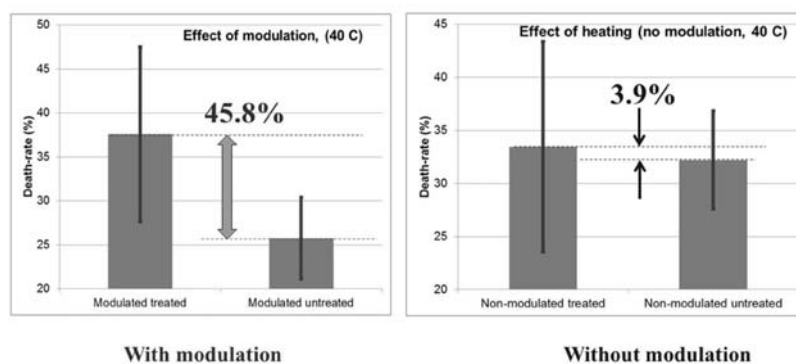 Effect of modulation, (40 C)
45.8%
Death-rate (%)
50
45
40
35
30
25
20
Modulated treated Modulated untreated
With modulation
Effect of heating (no modulation, 40 C)
3.9%
Death-rate (%)
45
40
35
30
25
20
Non-modulated treated Non-modulated untreated
Without modulation